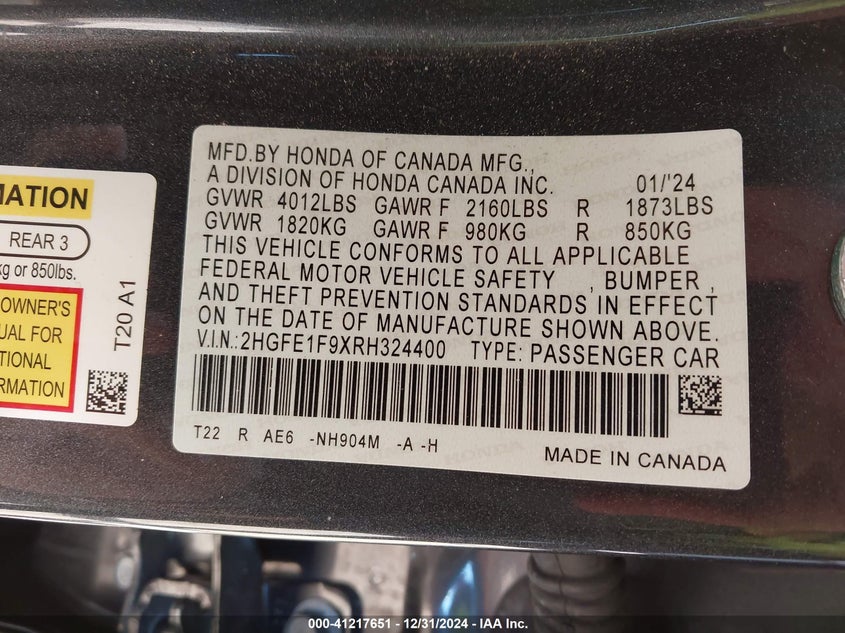 MATION
REAR 3
kg or 850lbs.
OWNER'S
UAL FOR
TIONAL
RMATION
T20 A1
MFD.BY HONDA OF CANADA MFG.,
A DIVISION OF HONDA CANADA INC. 01/'24
GVWR 4012LBS GAWR F 2160LBS R 1873LBS
GVWR 1820KG GAWR F 980KG R 850KG
THIS VEHICLE CONFORMS TO ALL APPLICABLE
FEDERAL MOTOR VEHICLE SAFETY , BUMPER ,
AND THEFT PREVENTION STANDARDS IN EFFECT
ON THE DATE OF MANUFACTURE SHOWN ABOVE.
V.I.N.:2HGFE1F9XRH324400 TYPE: PASSENGER CAR
T22 R AE6 -NH904M -A -H
MADE IN CANADA
000-41217651 - 12/31/2024 - IAA Inc.